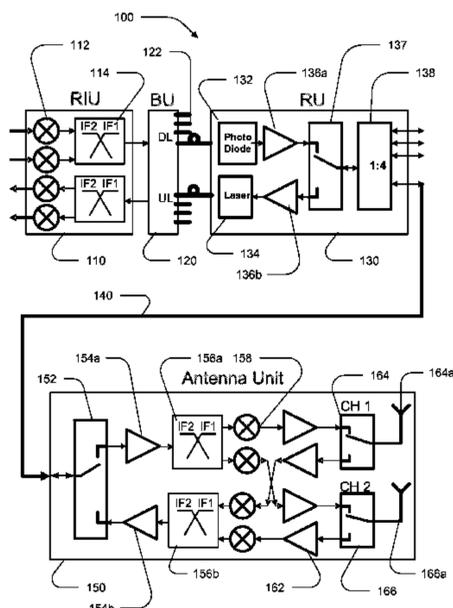 100
112
114
122
132
136a
137
138
RIU
BU
RU
IF2 IF1
DL
Photo
Diode
1:4
IF2 IF1
UL
Laser
110
120
134
136b
130
140
152
154a
156a
158
164
164a
Antenna Unit
CH 1
IF2 IF1
CH 2
IF2 IF1
150
154b
156b
162
166
166a